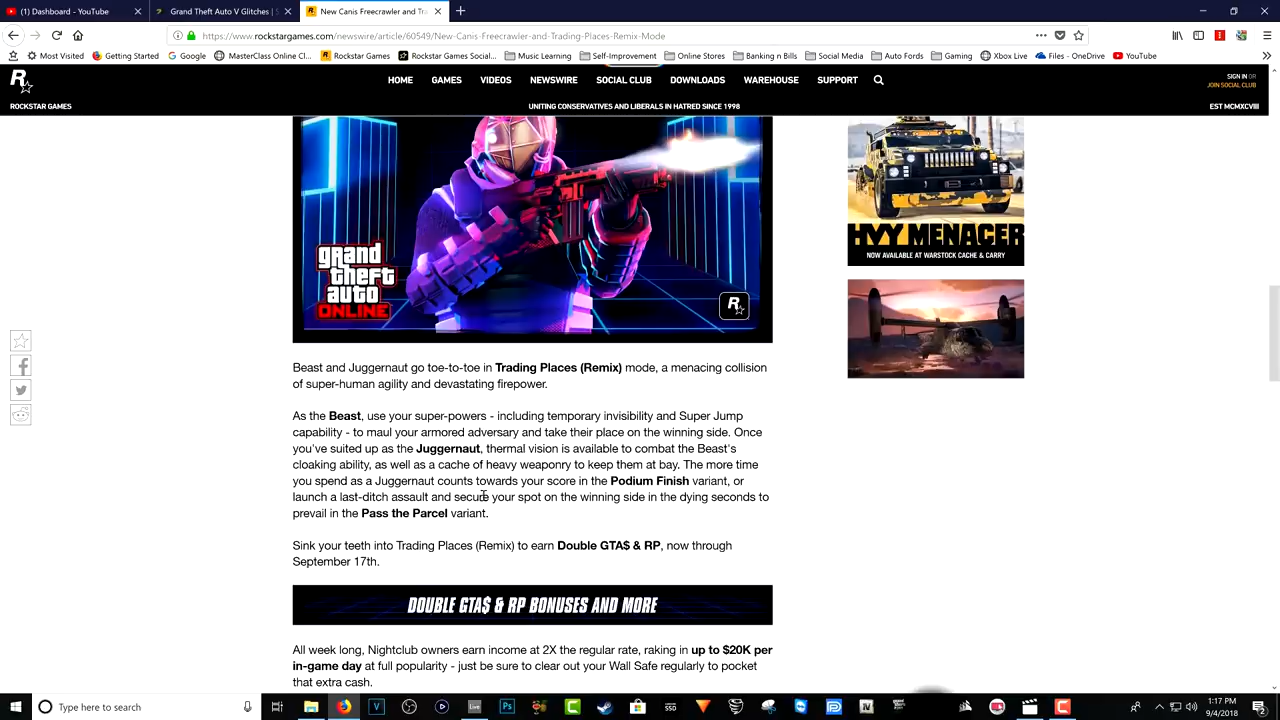 (1) Dashboard - YouTube
Grand Theft Auto V Glitches | S
New Canis Freecrawler and Tra
https://www.rockstargames.com/newswire/article/60549/New-Canis-Freecrawler-and-Trading-Places-Remix-Mode
Most Visited Getting Started Google MasterClass Online Cl... Rockstar Games Rockstar Games Social... Music Learning Self-Improvement Online Stores Banking n Bills Social Media Auto Fords Gaming Xbox Live Files - OneDrive YouTube
HOME GAMES VIDEOS NEWSWIRE SOCIAL CLUB DOWNLOADS WAREHOUSE SUPPORT
SIGN IN OR
JOIN SOCIAL CLUB
ROCKSTAR GAMES UNITING CONSERVATIVES AND LIBERALS IN HATRED SINCE 1998 EST MCMXCVIII
grand
theft
auto
ONLINE
HVY MENACER
NOW AVAILABLE AT WARSTOCK CACHE & CARRY
Beast and Juggernaut go toe-to-toe in Trading Places (Remix) mode, a menacing collision
of super-human agility and devastating firepower.
As the Beast, use your super-powers - including temporary invisibility and Super Jump
capability - to maul your armored adversary and take their place on the winning side. Once
you've suited up as the Juggernaut, thermal vision is available to combat the Beast's
cloaking ability, as well as a cache of heavy weaponry to keep them at bay. The more time
you spend as a Juggernaut counts towards your score in the Podium Finish variant, or
launch a last-ditch assault and secure your spot on the winning side in the dying seconds to
prevail in the Pass the Parcel variant.
Sink your teeth into Trading Places (Remix) to earn Double GTA$ & RP, now through
September 17th.
DOUBLE GTA$ & RP BONUSES AND MORE
All week long, Nightclub owners earn income at 2X the regular rate, raking in up to $20K per
in-game day at full popularity - just be sure to clear out your Wall Safe regularly to pocket
that extra cash.
Type here to search
1:17 PM
9/4/2018